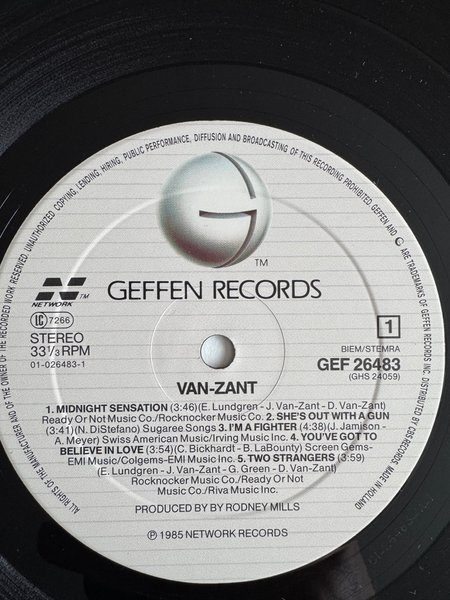 ALL RIGHTS OF THE MANUFACTURER AND OF THE OWNER OF THE RECORDED WORK RESERVED. UNAUTHORIZED COPYING, LENDING, HIRING, PUBLIC PERFORMANCE, DIFFUSION AND BROADCASTING OF THIS RECORDING PROHIBITED. GEFFEN AND G ARE TRADEMARKS OF GEFFEN RECORDS INC. DISTRIBUTED BY CBS RECORDS. MADE IN HOLLAND
G
TM
N TM
NETWORK
GEFFEN RECORDS
LC 7266
STEREO
33⅓ RPM
01-026483-1
1
BIEM/STEMRA
GEF 26483
(GHS 24059)
VAN-ZANT
1. MIDNIGHT SENSATION (3:46)(E. Lundgren - J. Van-Zant - D. Van-Zant)
Ready Or Not Music Co./Rocknocker Music Co. 2. SHE'S OUT WITH A GUN
(3:41) (N. DiStefano) Sugaree Songs 3. I'M A FIGHTER (4:38) (J. Jamison -
A. Meyer) Swiss American Music/Irving Music Inc. 4. YOU'VE GOT TO
BELIEVE IN LOVE (3:54) (C. Bickhardt - B. LaBounty) Screen Gems-
EMI Music/Colgems-EMI Music Inc. 5. TWO STRANGERS (3:59)
(E. Lundgren - J. Van-Zant - G. Green - D. Van-Zant)
Rocknocker Music Co./Ready Or Not
Music Co./Riva Music Inc.
PRODUCED BY BY RODNEY MILLS
℗ 1985 NETWORK RECORDS